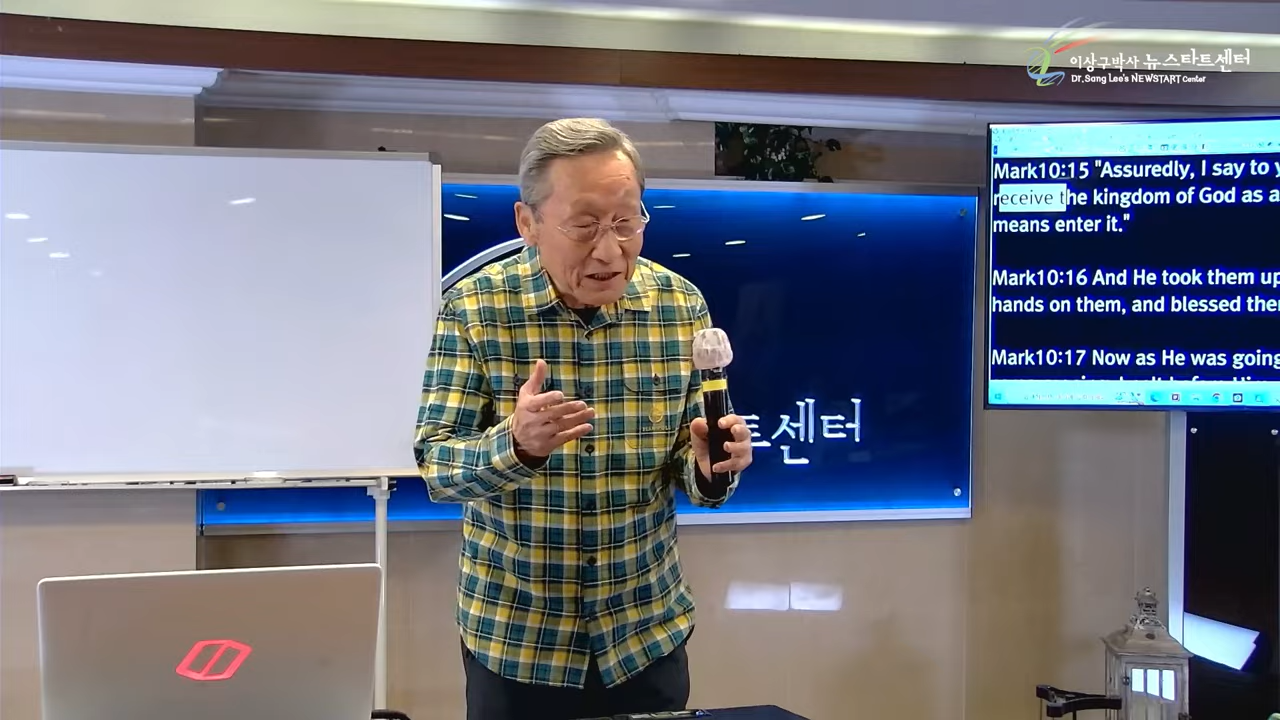 이상구박사 뉴스타트센터
Dr. Sang Lee's NEWSTART Center
Mark10:15 "Assuredly, I say to y
receive the kingdom of God as a
means enter it."
Mark10:16 And He took them up
hands on them, and blessed the
Mark10:17 Now as He was going
트센터